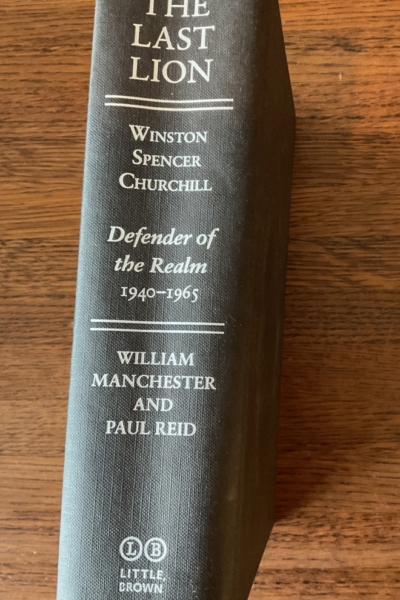 THE
LAST
LION
WINSTON
SPENCER
CHURCHILL
Defender of
the Realm
1940–1965
WILLIAM
MANCHESTER
AND
PAUL REID
L B
LITTLE,
BROWN